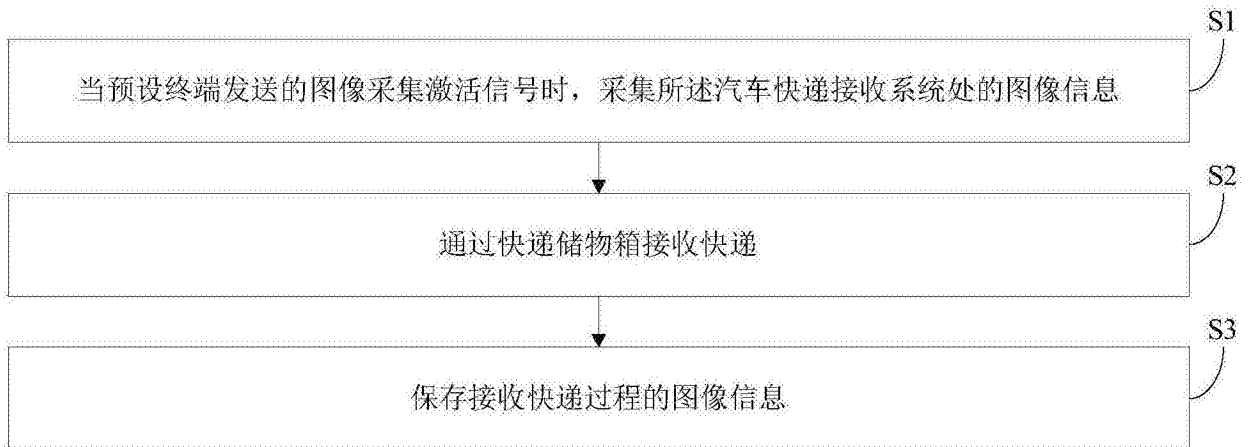 S1
当预设终端发送的图像采集激活信号时，采集所述汽车快递接收系统处的图像信息
S2
通过快递储物箱接收快递
S3
保存接收快递过程的图像信息